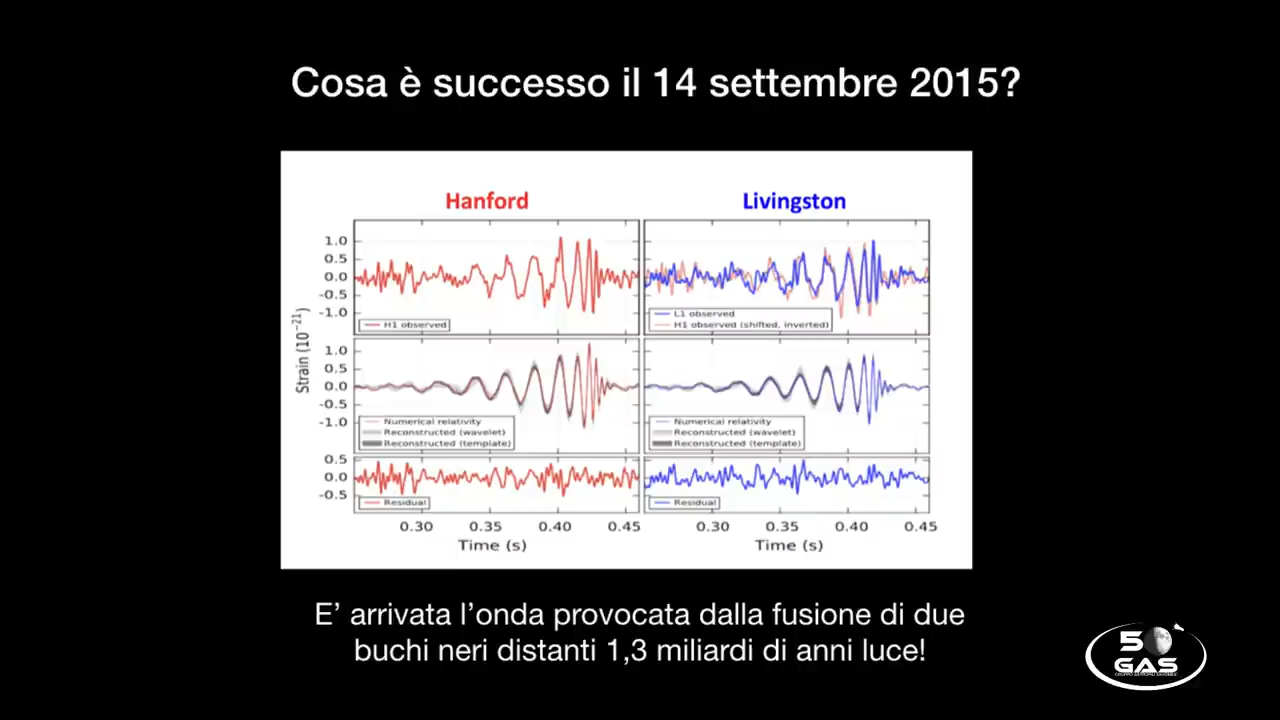 Cosa è successo il 14 settembre 2015?
Hanford
Livingston
Strain (10⁻²¹)
1.0
0.5
0.0
-0.5
-1.0
H1 observed
L1 observed
H1 observed (shifted, inverted)
1.0
0.5
0.0
-0.5
-1.0
Numerical relativity
Reconstructed (wavelet)
Reconstructed (template)
Numerical relativity
Reconstructed (wavelet)
Reconstructed (template)
0.5
0.0
-0.5
Residual
Residual
0.30 0.35 0.40 0.45
0.30 0.35 0.40 0.45
Time (s)
Time (s)
E' arrivata l'onda provocata dalla fusione di due
buchi neri distanti 1,3 miliardi di anni luce!
50
GAS